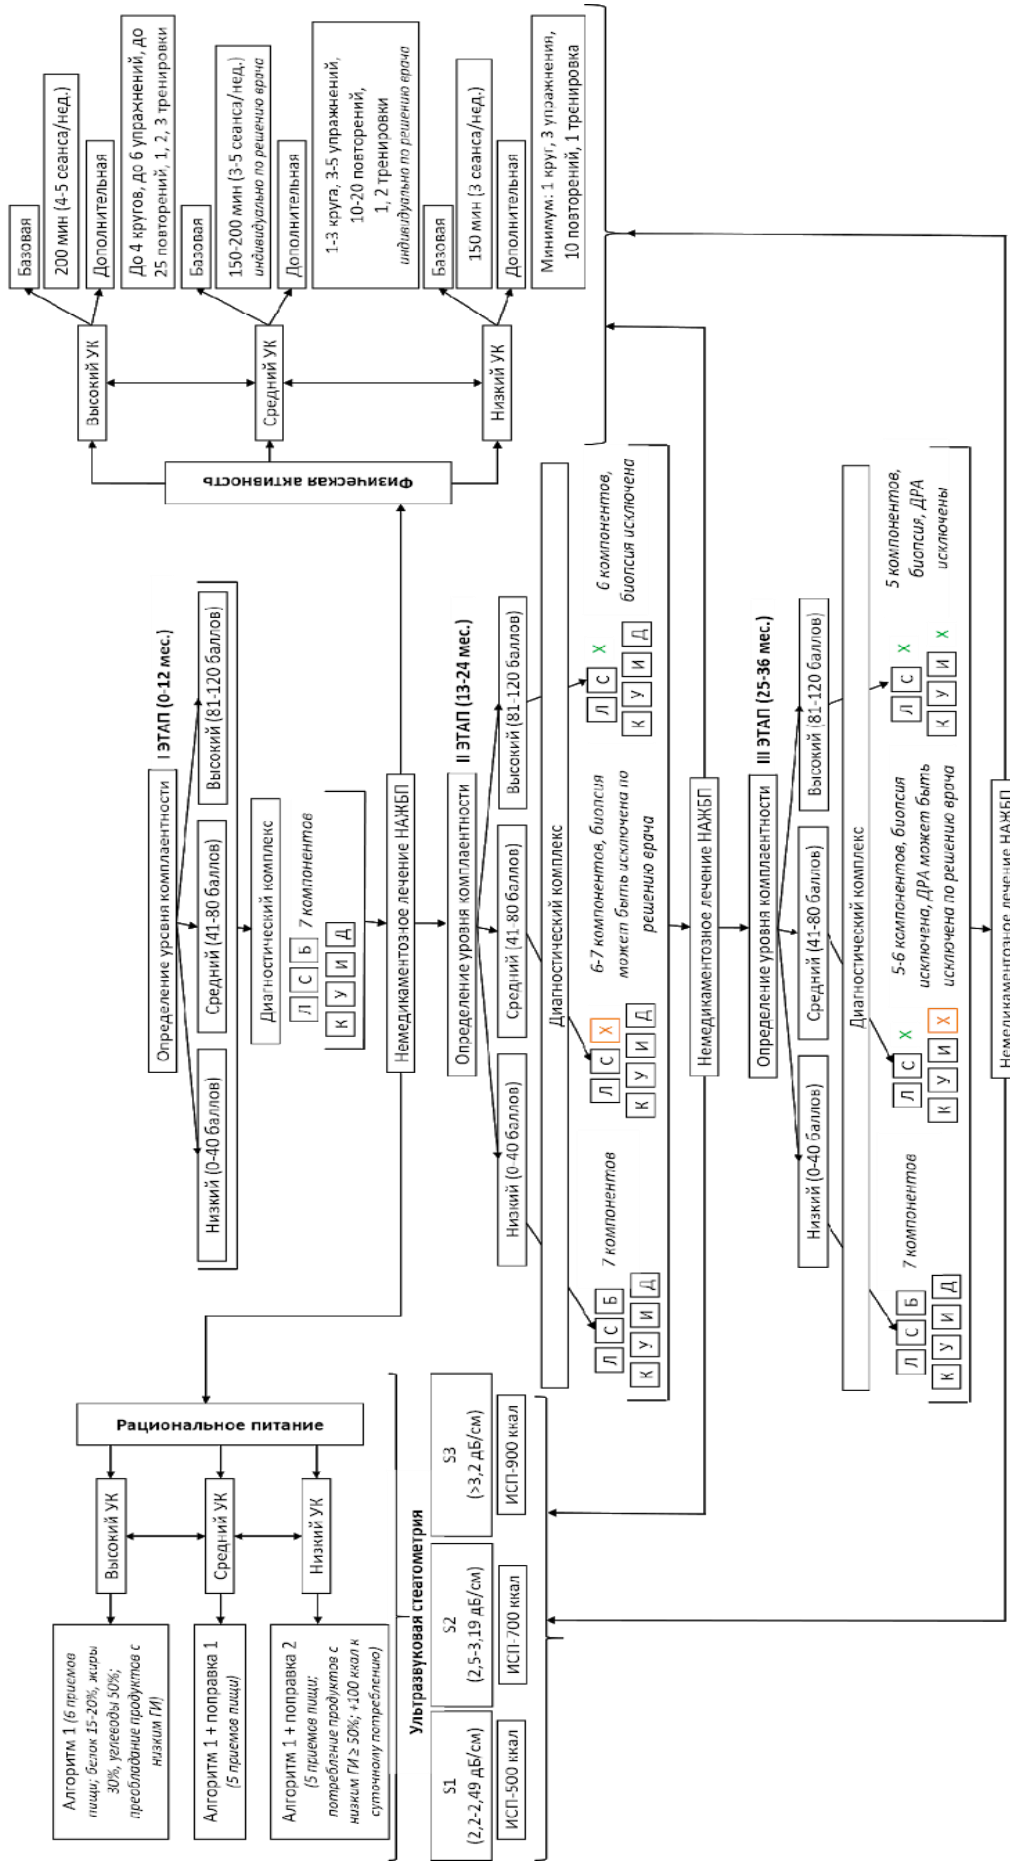 I ЭТАП (0-12 мес.)
Определение уровня комплаентности
Низкий (0-40 баллов)
Средний (41-80 баллов)
Высокий (81-120 баллов)
Диагностический комплекс
Л С Б
7 компонентов
К У И Д
Немедикаментозное лечение НАЖБП
Рациональное питание
Высокий УК
Средний УК
Низкий УК
Алгоритм 1 (6 приемов
пищи; белок 15-20%, жиры
30%, углеводы 50%;
преобладание продуктов с
низким ГИ)
Алгоритм 1 + поправка 1
(5 приемов пищи)
Алгоритм 1 + поправка 2
(5 приемов пищи;
потребление продуктов с
низким ГИ ≥ 50%; +100 ккал к
суточному потреблению)
Ультразвуковая стеатометрия
S1
(2,2-2,49 дБ/см)
ИСП-500 ккал
S2
(2,5-3,19 дБ/см)
ИСП-700 ккал
S3
(>3,2 дБ/см)
ИСП-900 ккал
Физическая активность
Высокий УК
Средний УК
Низкий УК
Базовая
200 мин (4-5 сеанса/нед.)
Дополнительная
До 4 кругов, до 6 упражнений, до
25 повторений, 1, 2, 3 тренировки
Базовая
150-200 мин (3-5 сеанса/нед.)
индивидуально по решению врача
Дополнительная
1-3 круга, 3-5 упражнений,
10-20 повторений,
1, 2 тренировки
индивидуально по решению врача
Базовая
150 мин (3 сеанса/нед.)
Дополнительная
Минимум: 1 круг, 3 упражнения,
10 повторений, 1 тренировка
II ЭТАП (13-24 мес.)
Определение уровня комплаентности
Низкий (0-40 баллов)
Средний (41-80 баллов)
Высокий (81-120 баллов)
Диагностический комплекс
Л С Б
7 компонентов
К У И Д
Л С Х
6-7 компонентов, биопсия
может быть исключена по
решению врача
К У И Д
Л С Х
6 компонентов,
биопсия исключена
К У И Д
Немедикаментозное лечение НАЖБП
III ЭТАП (25-36 мес.)
Определение уровня комплаентности
Низкий (0-40 баллов)
Средний (41-80 баллов)
Высокий (81-120 баллов)
Диагностический комплекс
Л С Б
7 компонентов
К У И Д
Л С Х
5-6 компонентов, биопсия
исключена, ДРА может быть
исключена по решению врача
К У И Х
Л С Х
5 компонентов,
биопсия, ДРА
исключены
К У И Х
Немедикаментозное лечение НАЖБП